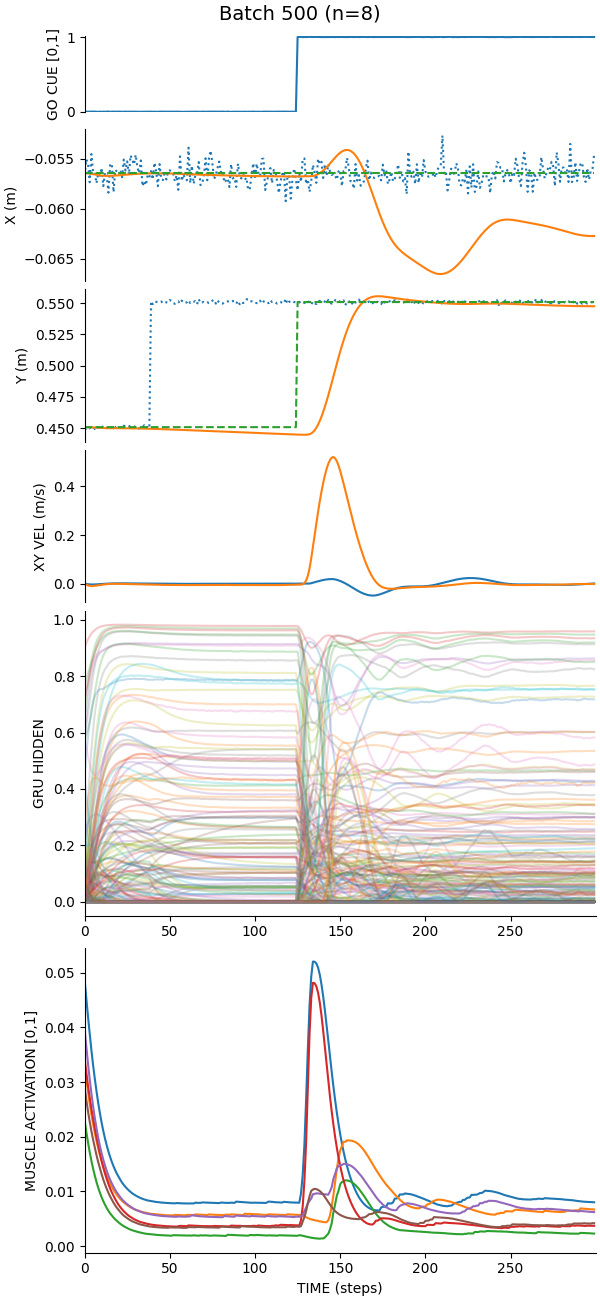 Batch 500 (n=8)
GO CUE [0,1]
1
0
X (m)
−0.055
−0.060
−0.065
Y (m)
0.550
0.525
0.500
0.475
0.450
XY VEL (m/s)
0.4
0.2
0.0
GRU HIDDEN
1.0
0.8
0.6
0.4
0.2
0.0
0 50 100 150 200 250
MUSCLE ACTIVATION [0,1]
0.05
0.04
0.03
0.02
0.01
0.00
0 50 100 150 200 250
TIME (steps)